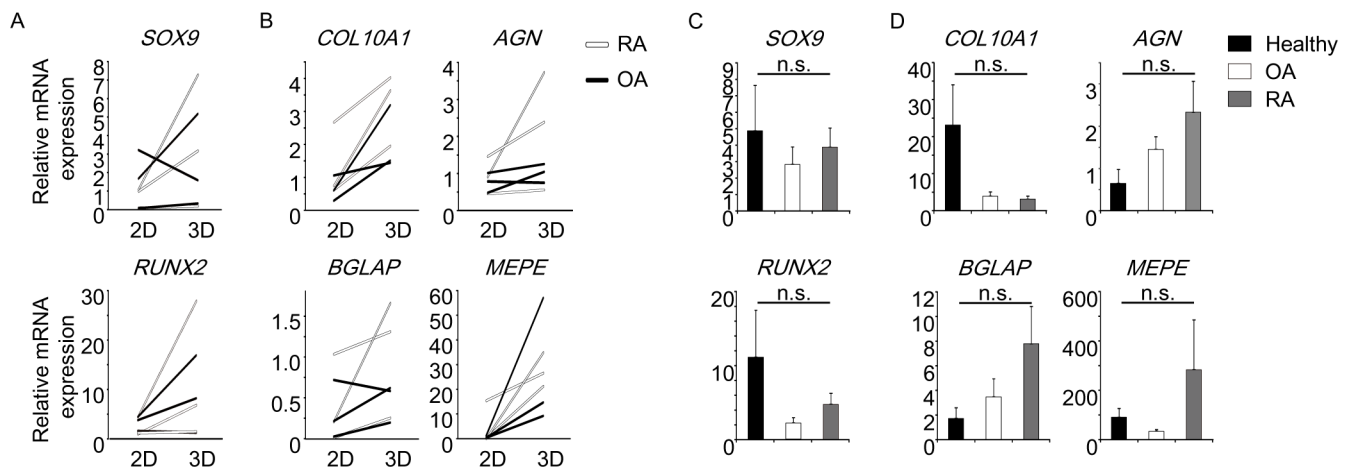 A
B
C
D
SOX9
COL10A1
AGN
RA
OA
SOX9
COL10A1
AGN
Healthy
OA
RA
Relative mRNA
expression
8
7
6
5
4
3
2
1
0
2D 3D
4
3
2
1
0
2D 3D
4
3
2
1
0
2D 3D
n.s.
9
8
7
6
5
4
3
2
1
0
n.s.
40
30
20
10
0
n.s.
3
2
1
0
RUNX2
BGLAP
MEPE
RUNX2
BGLAP
MEPE
Relative mRNA
expression
30
20
10
0
2D 3D
1.5
1.0
0.5
0
2D 3D
60
50
40
30
20
10
0
2D 3D
n.s.
20
10
0
n.s.
12
10
8
6
4
2
0
n.s.
600
400
200
0